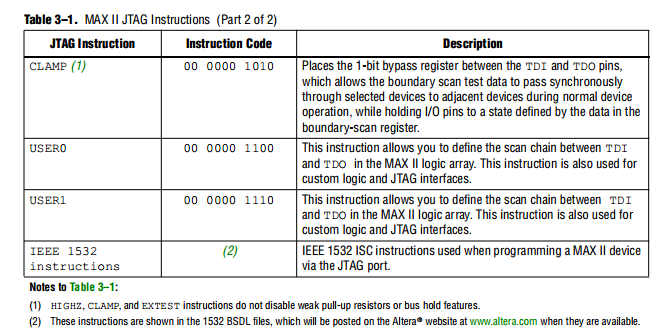 Table 3–1. MAX II JTAG Instructions (Part 2 of 2)
JTAG Instruction Instruction Code Description
CLAMP (1) 00 0000 1010 Places the 1-bit bypass register between the TDI and TDO pins,
which allows the boundary scan test data to pass synchronously
through selected devices to adjacent devices during normal device
operation, while holding I/O pins to a state defined by the data in the
boundary-scan register.
USER0 00 0000 1100 This instruction allows you to define the scan chain between TDI
and TDO in the MAX II logic array. This instruction is also used for
custom logic and JTAG interfaces.
USER1 00 0000 1110 This instruction allows you to define the scan chain between TDI
and TDO in the MAX II logic array. This instruction is also used for
custom logic and JTAG interfaces.
IEEE 1532 (2) IEEE 1532 ISC instructions used when programming a MAX II device
instructions via the JTAG port.
Notes to Table 3–1:
(1) HIGHZ, CLAMP, and EXTEST instructions do not disable weak pull-up resistors or bus hold features.
(2) These instructions are shown in the 1532 BSDL files, which will be posted on the Altera® website at www.altera.com when they are available.